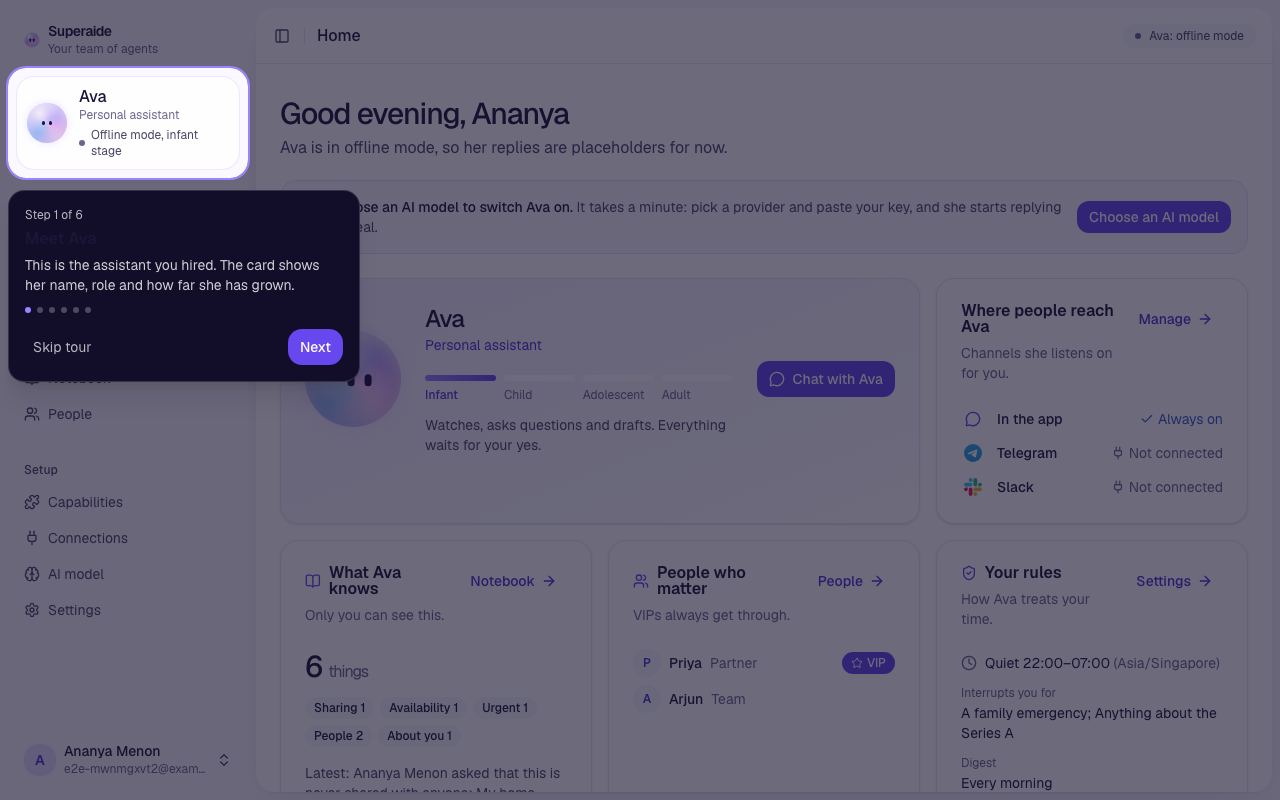 Superaide
Your team of agents
Ava
Personal assistant
Offline mode, infant
stage
Step 1 of 6
Meet Ava
This is the assistant you hired. The card shows
her name, role and how far she has grown.
Skip tour
Next
People
Setup
Capabilities
Connections
AI model
Settings
A
Ananya Menon
e2e-mwnmgxvt2@exam...
Home
Ava: offline mode
Good evening, Ananya
Ava is in offline mode, so her replies are placeholders for now.
an AI model to switch Ava on. It takes a minute: pick a provider and paste your key, and she starts replying
Choose an AI model
Ava
Personal assistant
Infant
Child
Adolescent
Adult
Watches, asks questions and drafts. Everything
waits for your yes.
Chat with Ava
Where people reach
Ava
Manage
Channels she listens on
for you.
In the app
Always on
Telegram
Not connected
Slack
Not connected
What Ava
knows
Notebook
Only you can see this.
6 things
Sharing 1
Availability 1
Urgent 1
People 2
About you 1
Latest: Ananya Menon asked that this is
People who
matter
People
VIPs always get through.
P
Priya
Partner
VIP
A
Arjun
Team
Your rules
Settings
How Ava treats your
time.
Quiet 22:00–07:00 (Asia/Singapore)
Interrupts you for
A family emergency; Anything about the
Series A
Digest
Every morning